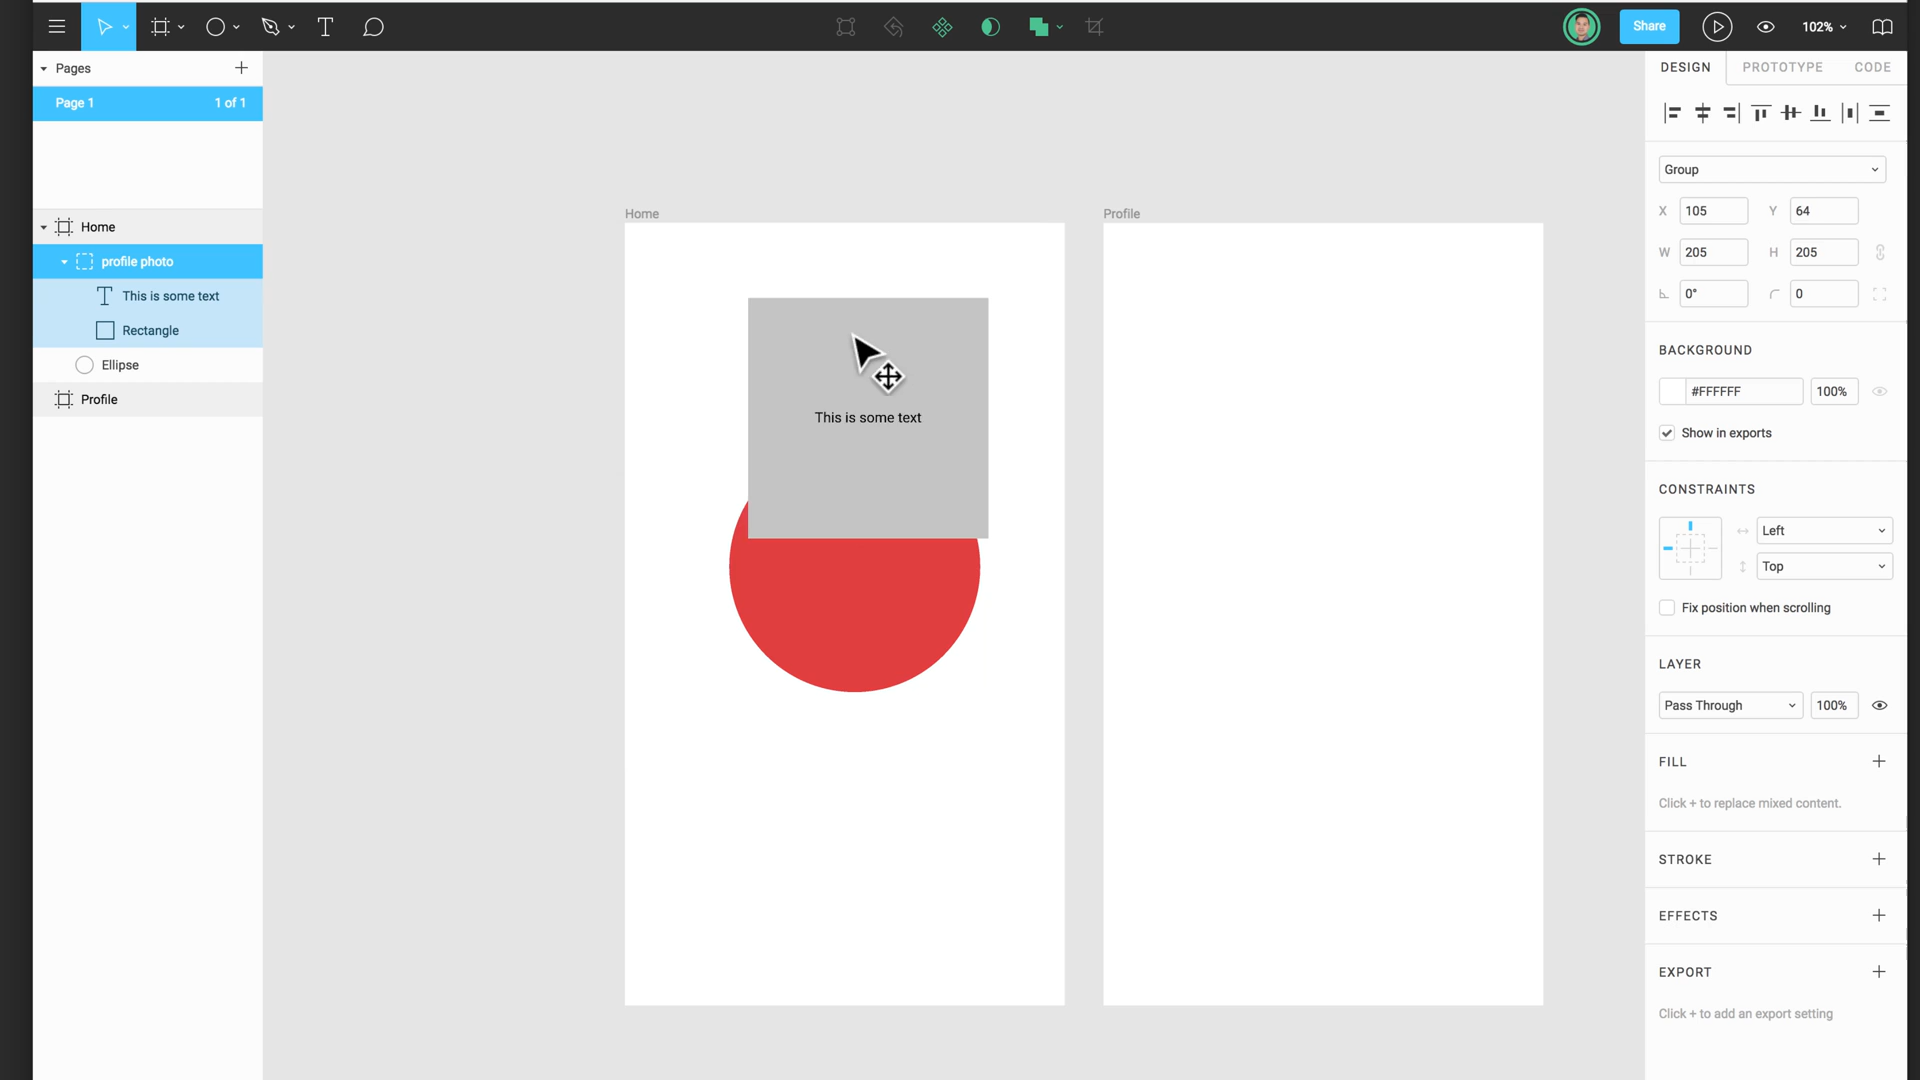 Share
102%
Pages
Page 1
1 of 1
Home
profile photo
This is some text
Rectangle
Ellipse
Profile
Home
Profile
This is some text
DESIGN
PROTOTYPE
CODE
Group
X 105
Y 64
W 205
H 205
0°
0
BACKGROUND
#FFFFFF
100%
Show in exports
CONSTRAINTS
Left
Top
Fix position when scrolling
LAYER
Pass Through
100%
FILL
Click + to replace mixed content.
STROKE
EFFECTS
EXPORT
Click + to add an export setting